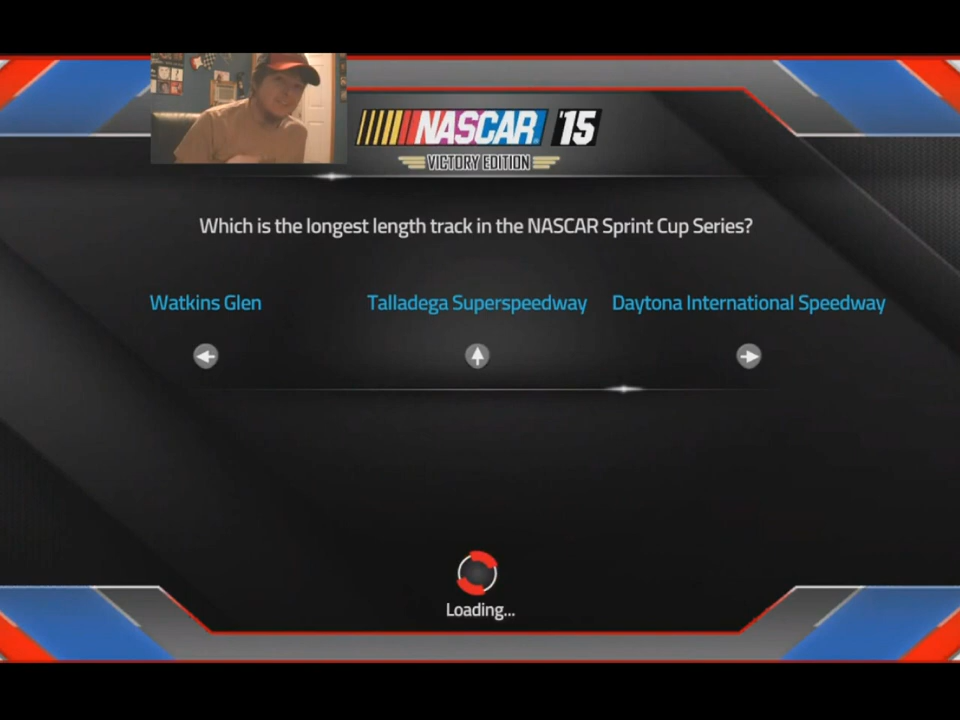 NASCAR '15
VICTORY EDITION
Which is the longest length track in the NASCAR Sprint Cup Series?
Watkins Glen
Talladega Superspeedway
Daytona International Speedway
Loading...